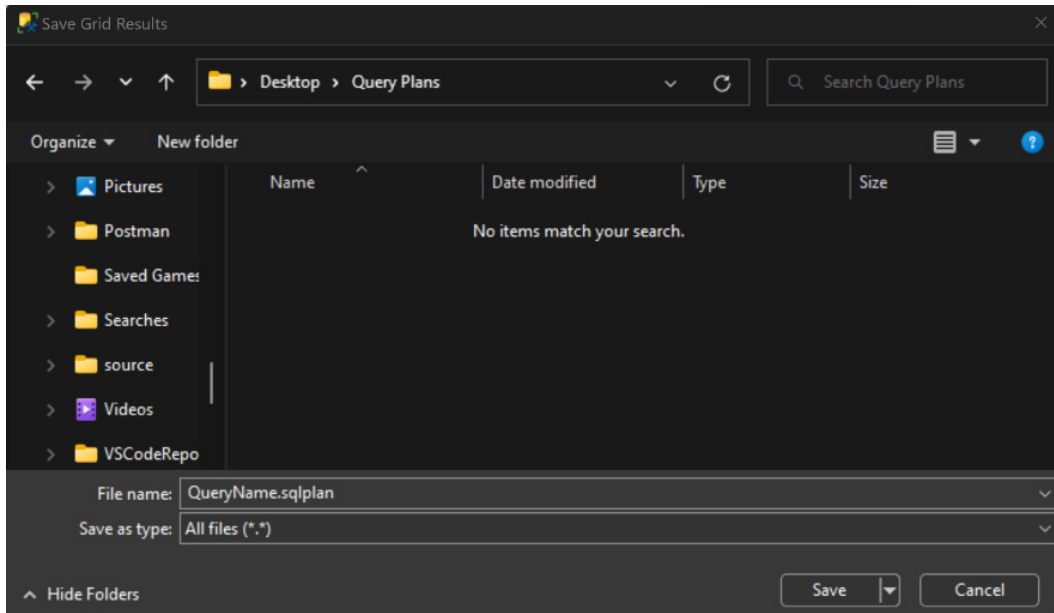 Save Grid Results
Desktop > Query Plans
Search Query Plans
Organize New folder
Name Date modified Type Size
No items match your search.
Pictures
Postman
Saved Games
Searches
source
Videos
VSCodeRepo
File name: QueryName.sqlplan
Save as type: All files (*.*)
Hide Folders Save Cancel